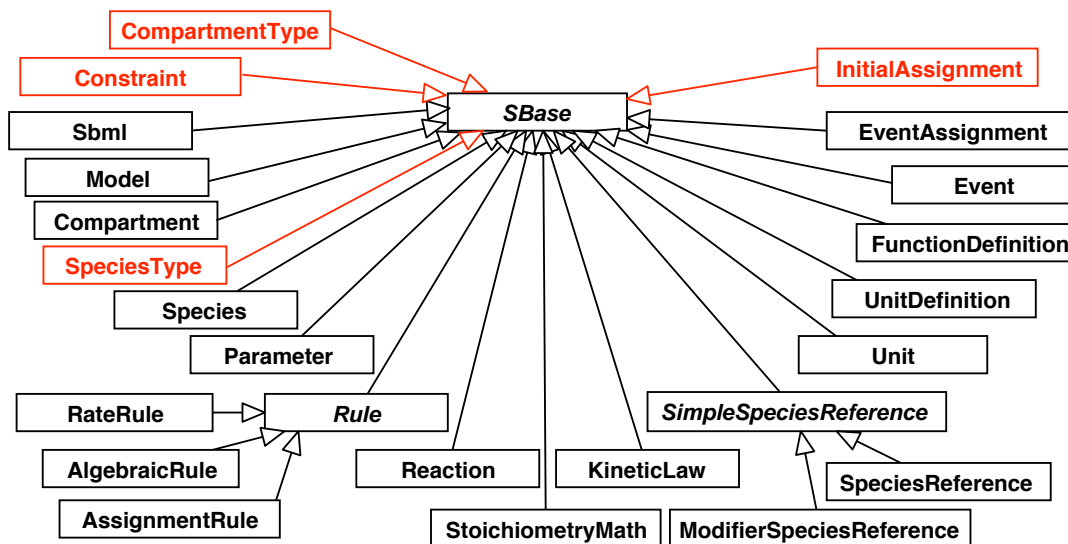 CompartmentType
Constraint
InitialAssignment
SBase
Sbml
EventAssignment
Model
Event
Compartment
FunctionDefinition
SpeciesType
Species
UnitDefinition
Parameter
Unit
RateRule
Rule
SimpleSpeciesReference
AlgebraicRule
Reaction
KineticLaw
SpeciesReference
AssignmentRule
StoichiometryMath
ModifierSpeciesReference